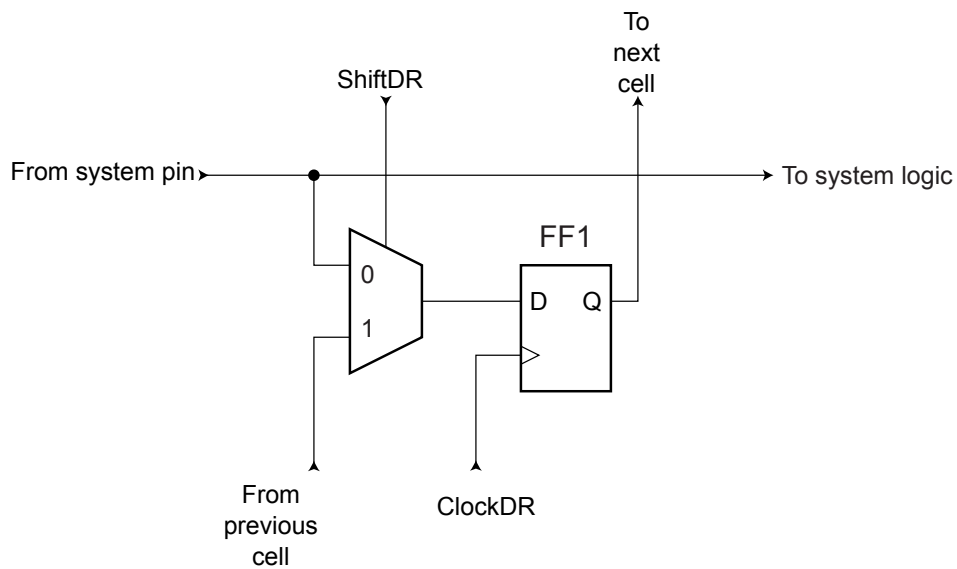 To
next
cell
ShiftDR
From system pin
To system logic
FF1
0
D Q
1
From
previous
cell
ClockDR